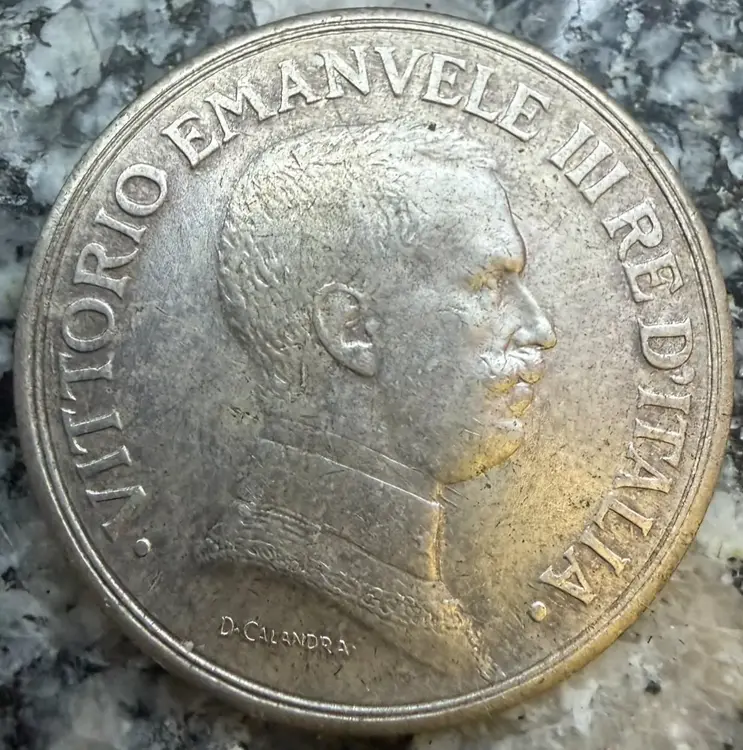 • VITTORIO EMANVELE III RE D'ITALIA •
D• CALANDRA•